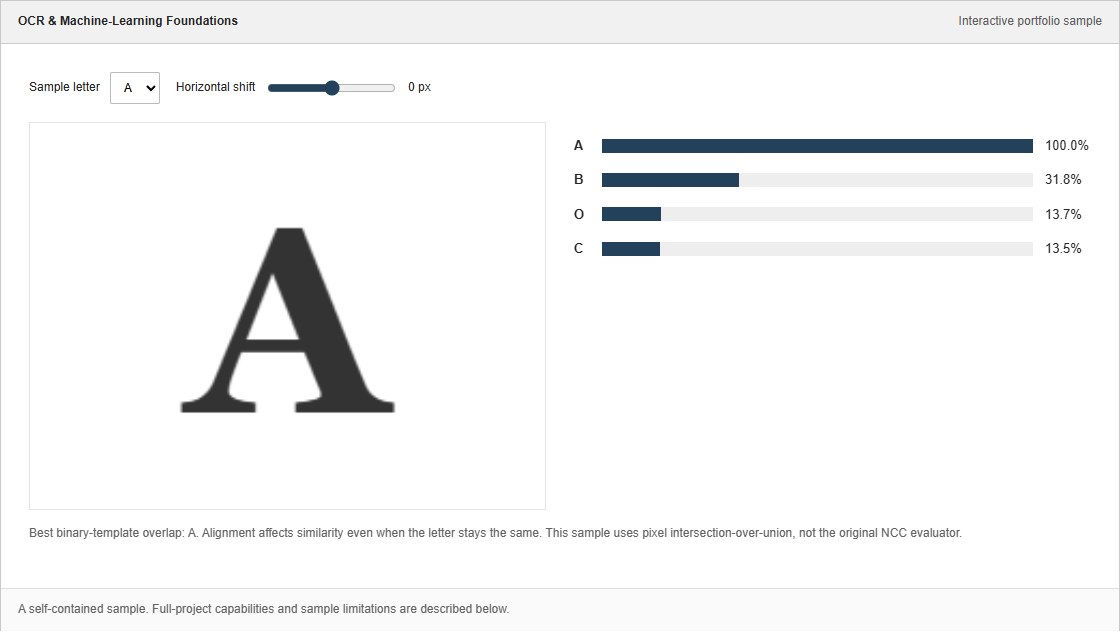 OCR & Machine-Learning Foundations
Interactive portfolio sample
Sample letter A Horizontal shift 0 px
A
A 100.0%
B 31.8%
O 13.7%
C 13.5%
Best binary-template overlap: A. Alignment affects similarity even when the letter stays the same. This sample uses pixel intersection-over-union, not the original NCC evaluator.
A self-contained sample. Full-project capabilities and sample limitations are described below.